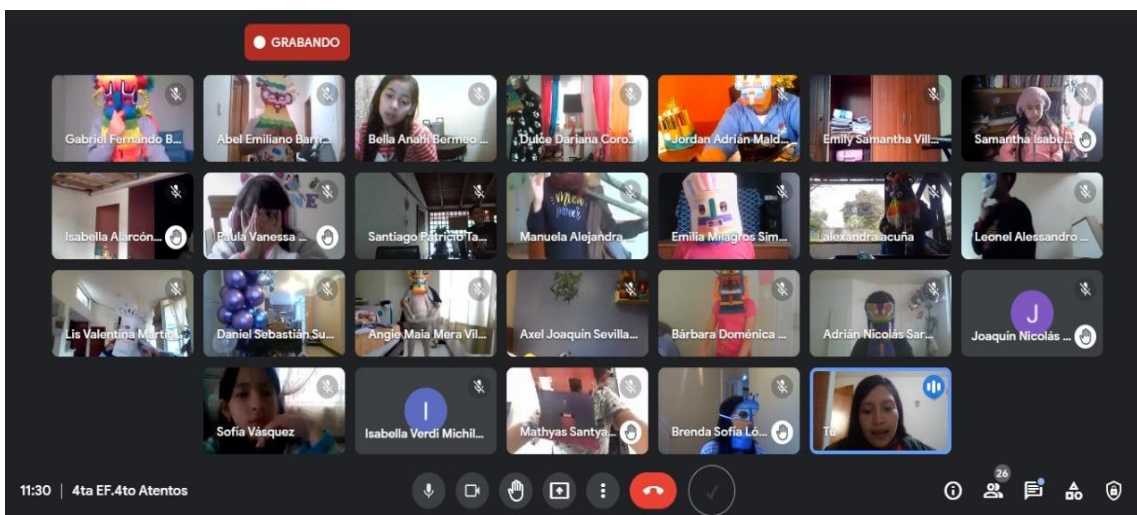 GRABANDO
Gabriel Fernando B...
Abel Emiliano Barr...
Bella Anahí Bermeo ...
Dulce Dariana Coro...
Jordan Adrián Mald...
Emily Samantha Vill...
Samantha Isabe...
Isabella Alarcón...
Paula Vanessa ...
Santiago Patricio Ta...
Manuela Alejandra ...
Emilia Milagros Sim...
alexandra acuña
Leonel Alessandro ...
Lis Valentina Martín...
Daniel Sebastián Su...
Angie Maia Mera Vil...
Axel Joaquín Sevilla...
Bárbara Doménica ...
Adrián Nicolás Sar...
J
Joaquín Nicolás ...
Sofía Vásquez
I
Isabella Verdi Michil...
Mathyas Santya...
Brenda Sofía Ló...
Tú
11:30 | 4ta EF.4to Atentos
26